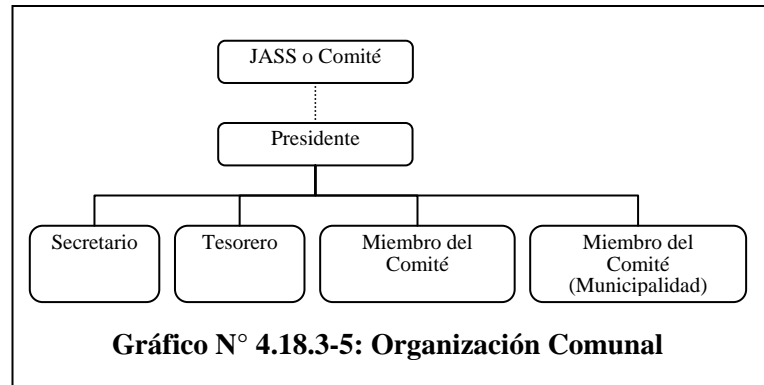 JASS o Comité
Presidente
Secretario
Tesorero
Miembro del
Comité
Miembro del
Comité
(Municipalidad)
Gráfico N° 4.18.3-5: Organización Comunal